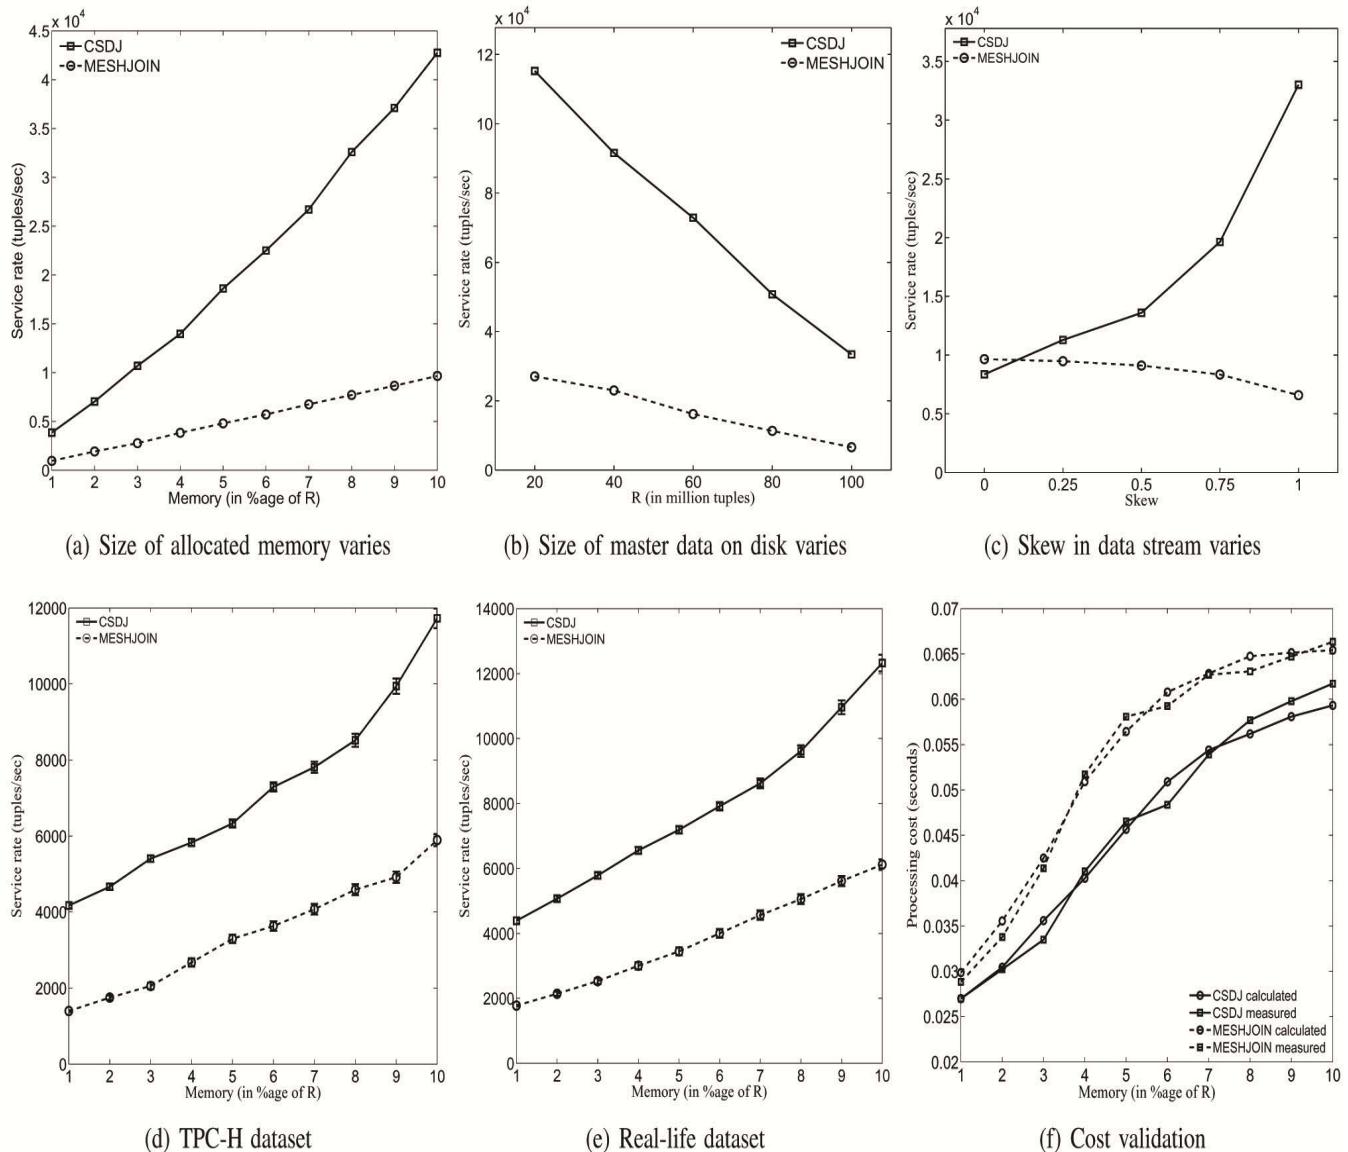 x 10^4
4.5
4
3.5
3
2.5
2
1.5
1
0.5
0
CSDJ
MESHJOIN
Service rate (tuples/sec)
1 2 3 4 5 6 7 8 9 10
Memory (in %age of R)
(a) Size of allocated memory varies
x 10^4
12
10
8
6
4
2
0
CSDJ
MESHJOIN
Service rate (tuples/sec)
20 40 60 80 100
R (in million tuples)
(b) Size of master data on disk varies
x 10^4
3.5
3
2.5
2
1.5
1
0.5
0
CSDJ
MESHJOIN
Service rate (tuples/sec)
0 0.25 0.5 0.75 1
Skew
(c) Skew in data stream varies
12000
10000
8000
6000
4000
2000
0
CSDJ
MESHJOIN
Service rate (tuples/sec)
1 2 3 4 5 6 7 8 9 10
Memory (in %age of R)
(d) TPC-H dataset
14000
12000
10000
8000
6000
4000
2000
0
CSDJ
MESHJOIN
Service rate (tuples/sec)
1 2 3 4 5 6 7 8 9 10
Memory (in %age of R)
(e) Real-life dataset
0.07
0.065
0.06
0.055
0.05
0.045
0.04
0.035
0.03
0.025
0.02
Processing cost (seconds)
CSDJ calculated
CSDJ measured
MESHJOIN calculated
MESHJOIN measured
1 2 3 4 5 6 7 8 9 10
Memory (in %age of R)
(f) Cost validation